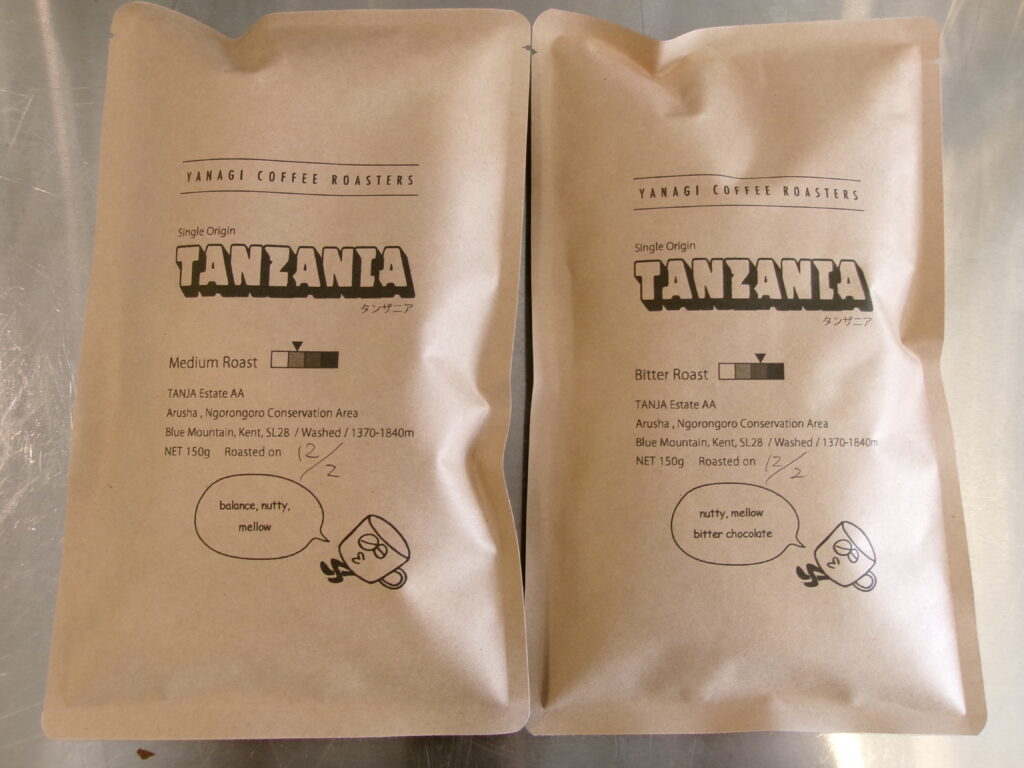 YANAGI COFFEE ROASTERS
Single Origin
TANZANIA
タンザニア
Medium Roast
TANJA Estate AA
Arusha , Ngorongoro Conservation Area
Blue Mountain, Kent, SL28 / Washed / 1370-1840m
NET 150g Roasted on 12/2
balance, nutty,
mellow
YANAGI COFFEE ROASTERS
Single Origin
TANZANIA
タンザニア
Bitter Roast
TANJA Estate AA
Arusha , Ngorongoro Conservation Area
Blue Mountain, Kent, SL28 / Washed / 1370-1840m
NET 150g Roasted on 12/2
nutty, mellow
bitter chocolate